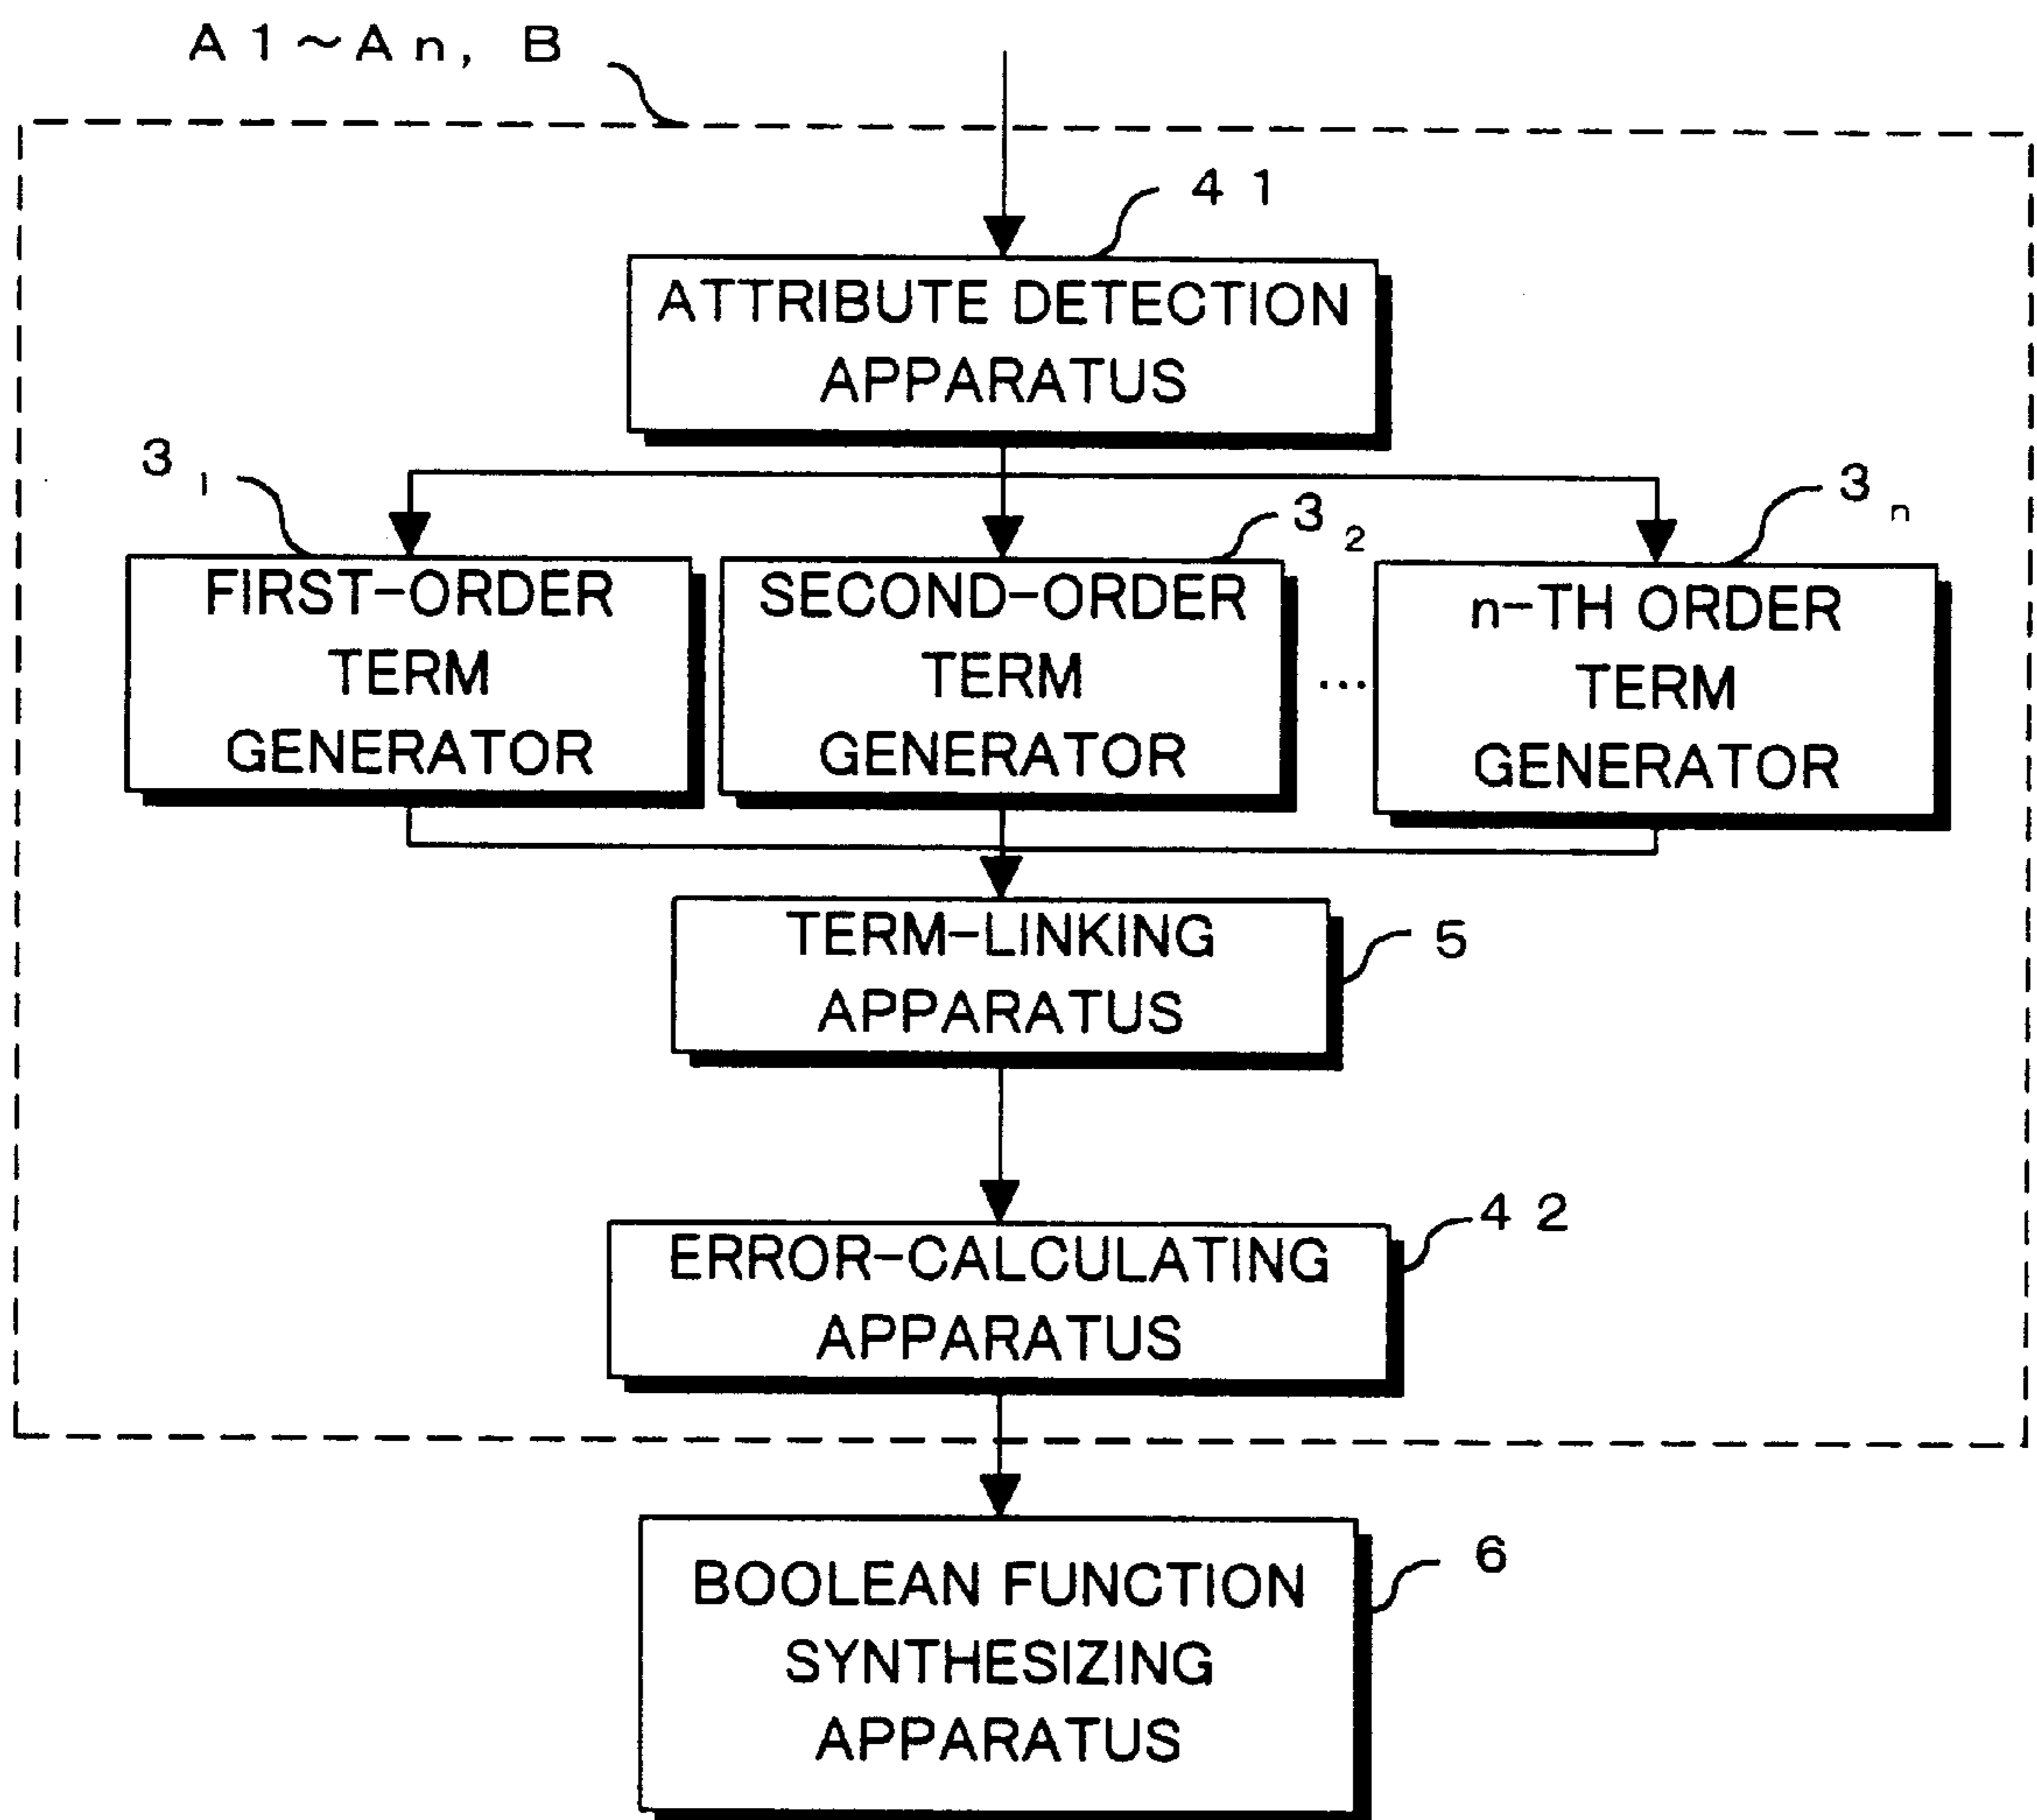 A1~An, B
41
ATTRIBUTE DETECTION
APPARATUS
3₁
3₂
3ₙ
FIRST-ORDER
TERM
GENERATOR
SECOND-ORDER
TERM
GENERATOR
...
n-TH ORDER
TERM
GENERATOR
TERM-LINKING
APPARATUS
5
42
ERROR-CALCULATING
APPARATUS
6
BOOLEAN FUNCTION
SYNTHESIZING
APPARATUS